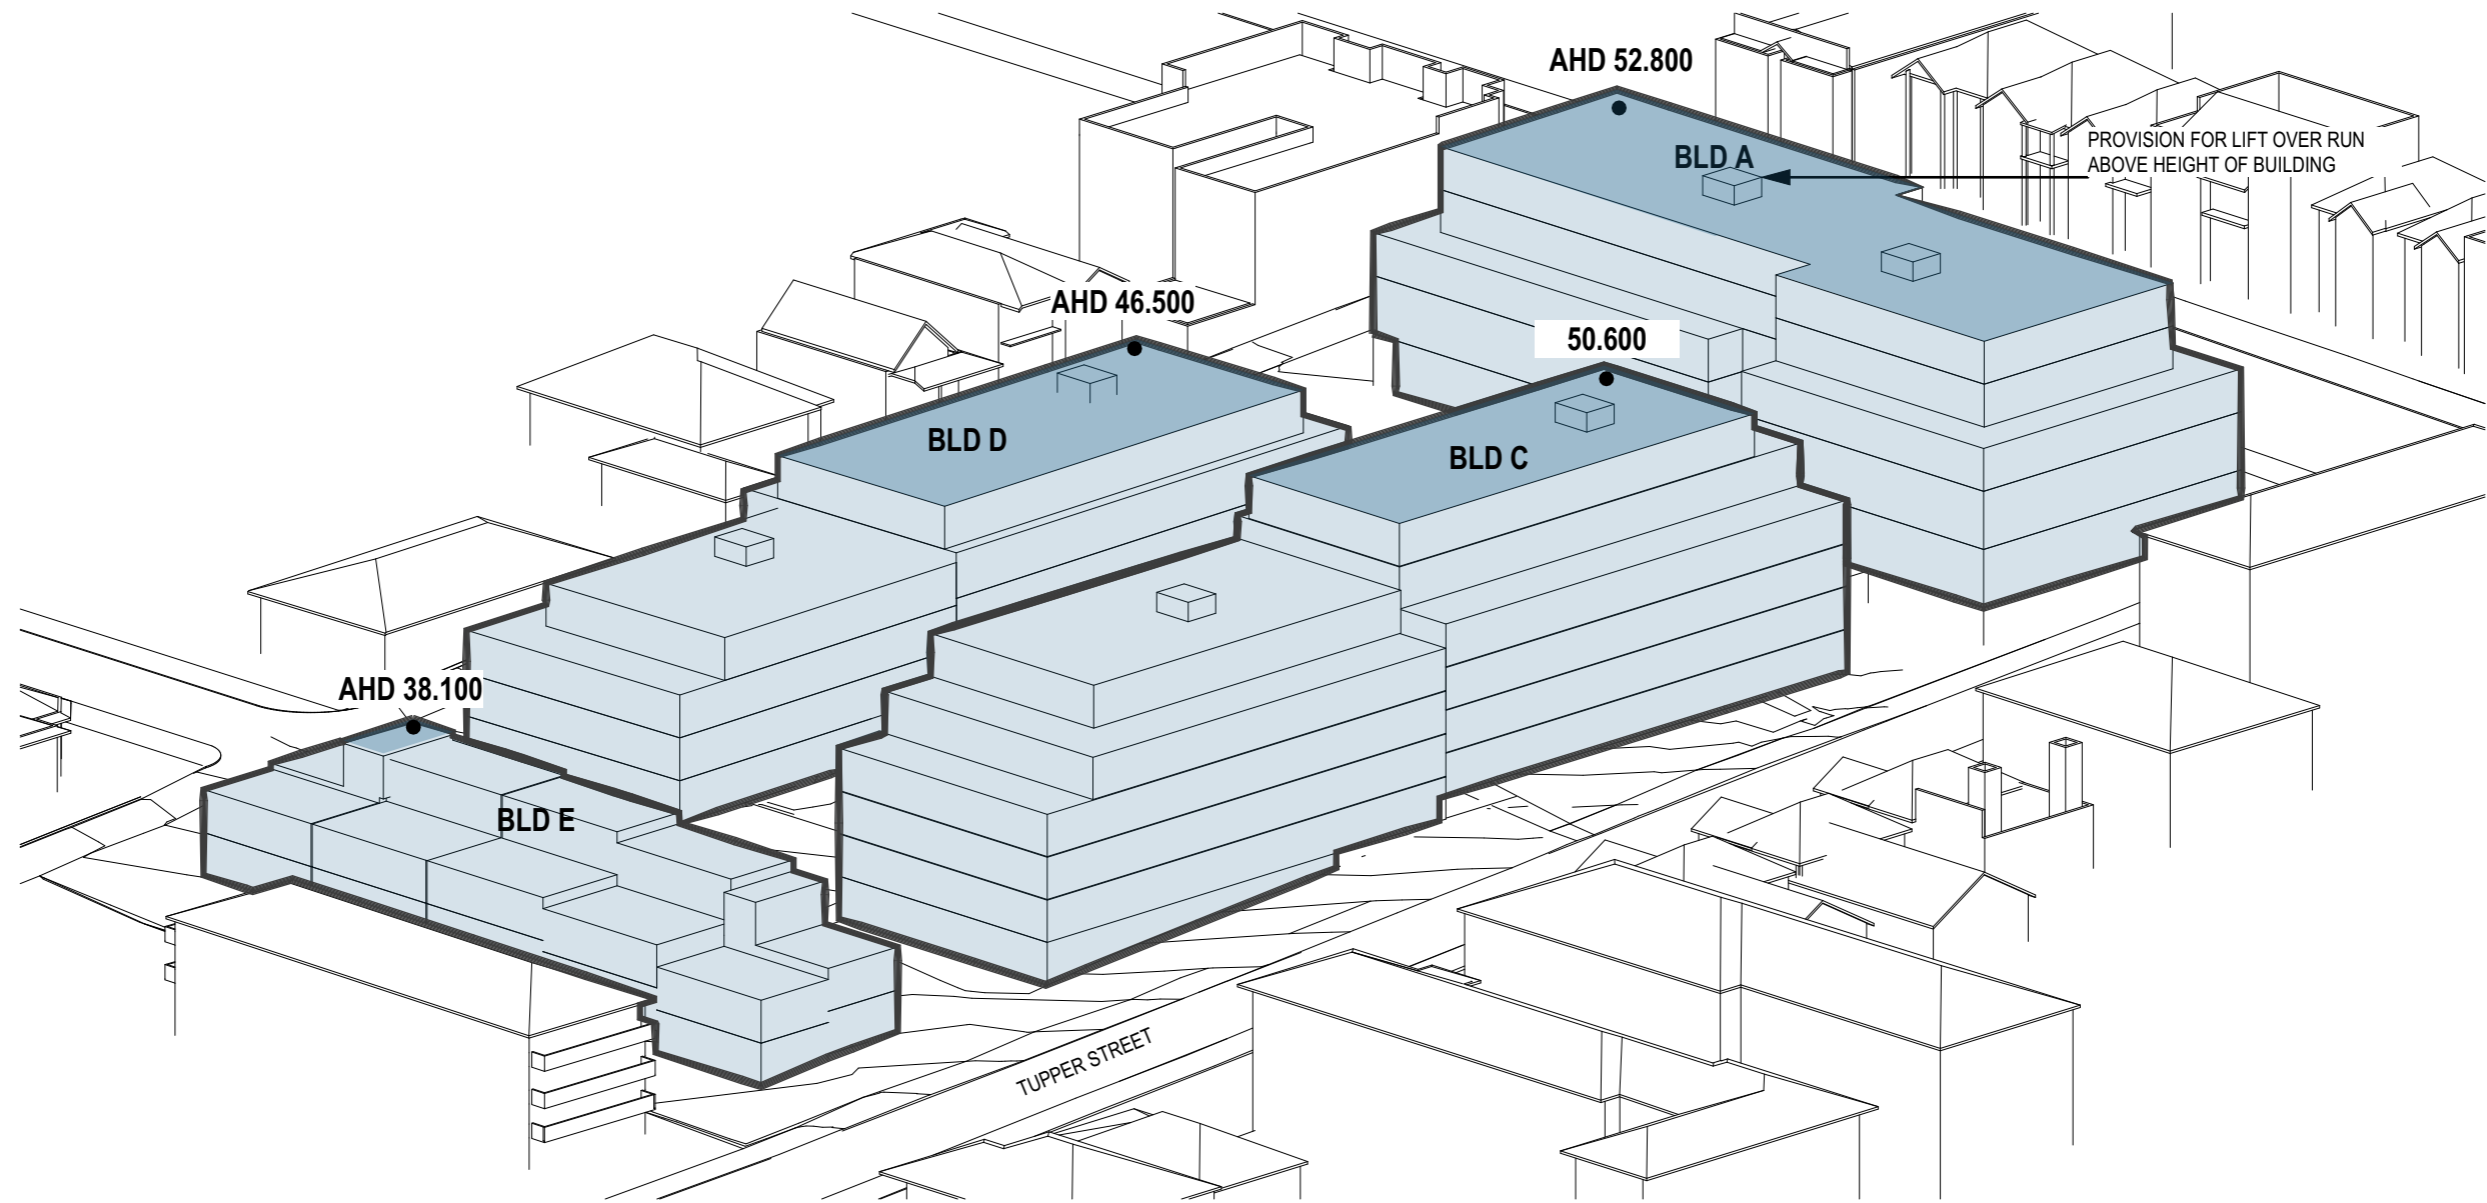 AHD 52.800
BLD A
PROVISION FOR LIFT OVER RUN
ABOVE HEIGHT OF BUILDING
AHD 46.500
50.600
BLD D
BLD C
AHD 38.100
BLD E
TUPPER STREET